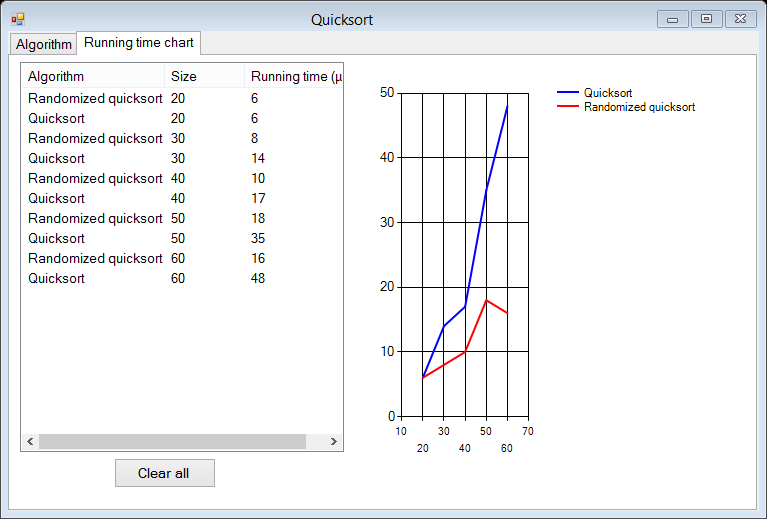 Quicksort
Algorithm Running time chart
Algorithm Size Running time (µ
Randomized quicksort 20 6
Quicksort 20 6
Randomized quicksort 30 8
Quicksort 30 14
Randomized quicksort 40 10
Quicksort 40 17
Randomized quicksort 50 18
Quicksort 50 35
Randomized quicksort 60 16
Quicksort 60 48
Clear all
50
40
30
20
10
0
10 30 50 70
20 40 60
Quicksort
Randomized quicksort